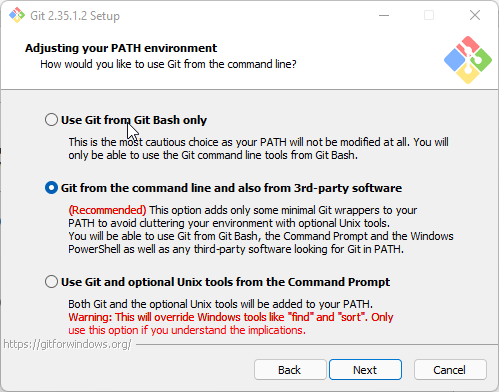 Git 2.35.1.2 Setup
Adjusting your PATH environment
How would you like to use Git from the command line?
Use Git from Git Bash only
This is the most cautious choice as your PATH will not be modified at all. You will
only be able to use the Git command line tools from Git Bash.
Git from the command line and also from 3rd-party software
(Recommended) This option adds only some minimal Git wrappers to your
PATH to avoid cluttering your environment with optional Unix tools.
You will be able to use Git from Git Bash, the Command Prompt and the Windows
PowerShell as well as any third-party software looking for Git in PATH.
Use Git and optional Unix tools from the Command Prompt
Both Git and the optional Unix tools will be added to your PATH.
Warning: This will override Windows tools like "find" and "sort". Only
use this option if you understand the implications.
https://gitforwindows.org/
Back Next Cancel